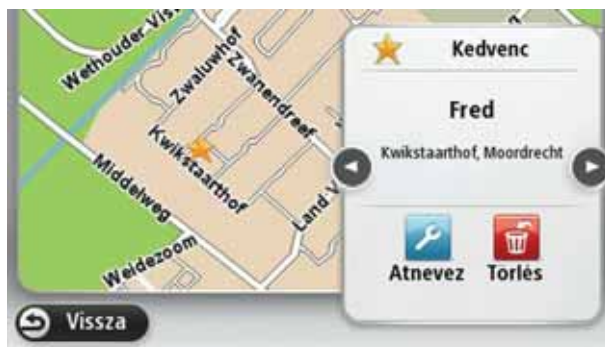 Wethouder Vis
Zwaluwhof
Zwanendreef
Kwikstaarthof
Middelweg
Weidezoom
Land V
Kedvenc
Fred
Kwikstaarthof, Moordrecht
Atnevez
Torlés
Vissza